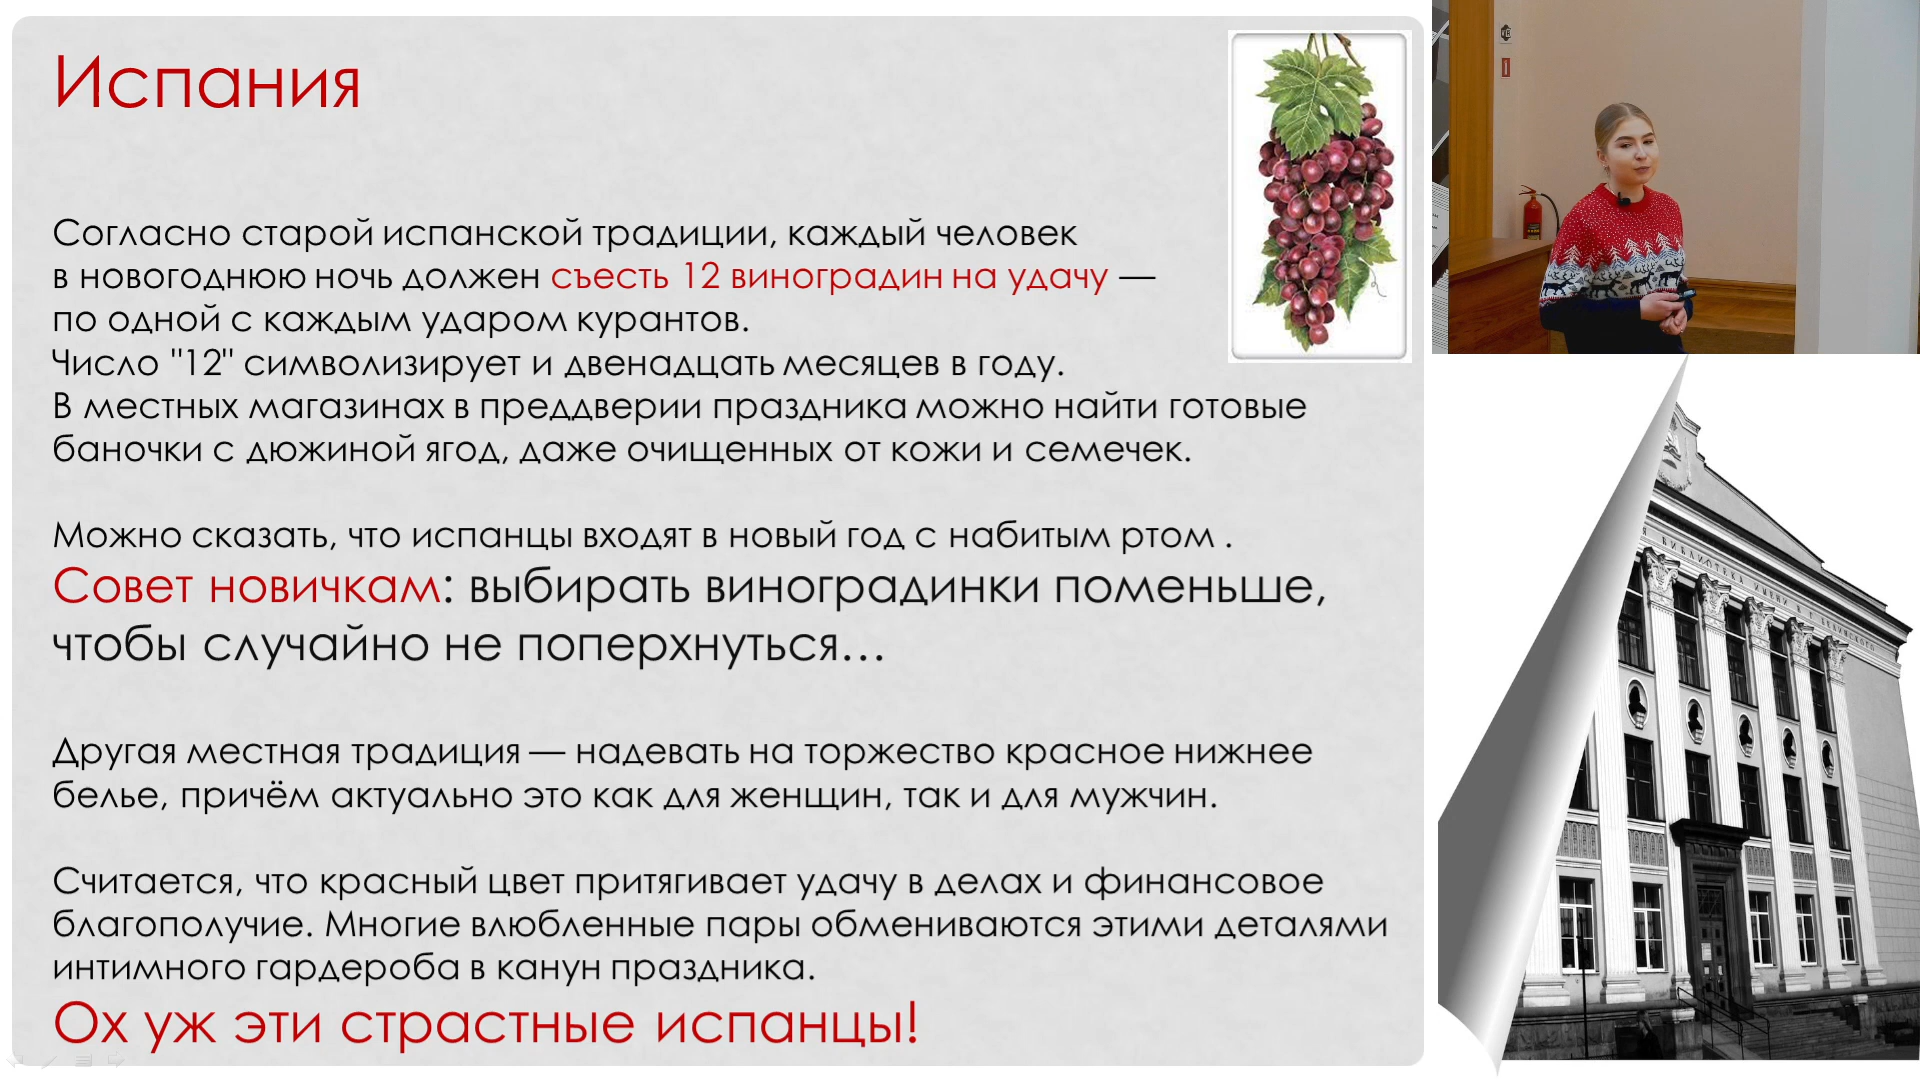 Испания
Согласно старой испанской традиции, каждый человек
в новогоднюю ночь должен съесть 12 виноградин на удачу —
по одной с каждым ударом курантов.
Число "12" символизирует и двенадцать месяцев в году.
В местных магазинах в преддверии праздника можно найти готовые
баночки с дюжиной ягод, даже очищенных от кожи и семечек.
Можно сказать, что испанцы входят в новый год с набитым ртом .
Совет новичкам: выбирать виноградинки поменьше,
чтобы случайно не поперхнуться...
Другая местная традиция — надевать на торжество красное нижнее
белье, причём актуально это как для женщин, так и для мужчин.
Считается, что красный цвет притягивает удачу в делах и финансовое
благополучие. Многие влюбленные пары обмениваются этими деталями
интимного гардероба в канун праздника.
Ох уж эти страстные испанцы!
БИБЛИОТЕКА ИМЕНИ В. Г. БЕЛИНСКОГО